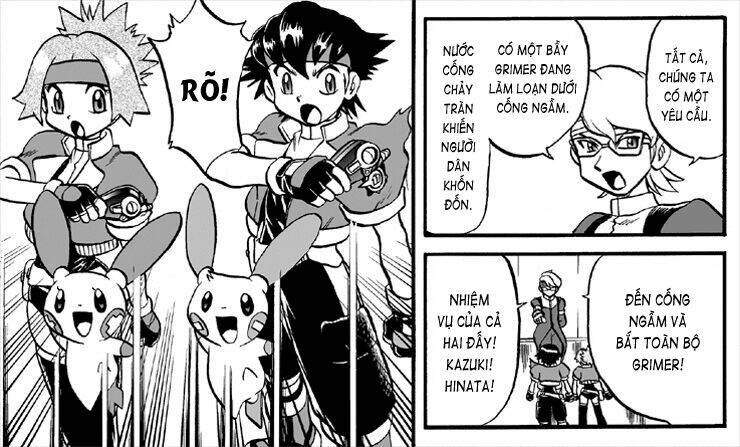 TẤT CẢ,
CHÚNG TA
CÓ MỘT
YÊU CẦU.
CÓ MỘT BẦY
GRIMER ĐANG
LÀM LOẠN DƯỚI
CỐNG NGẦM.
NƯỚC
CỐNG
CHẢY
TRÀN
KHIẾN
NGƯỜI
DÂN
KHỐN
ĐỐN.
ĐẾN CỐNG
NGẦM VÀ
BẮT TOÀN BỘ
GRIMER!
NHIỆM
VỤ CỦA CẢ
HAI ĐẤY!
KAZUKI!
HINATA!
RÕ!